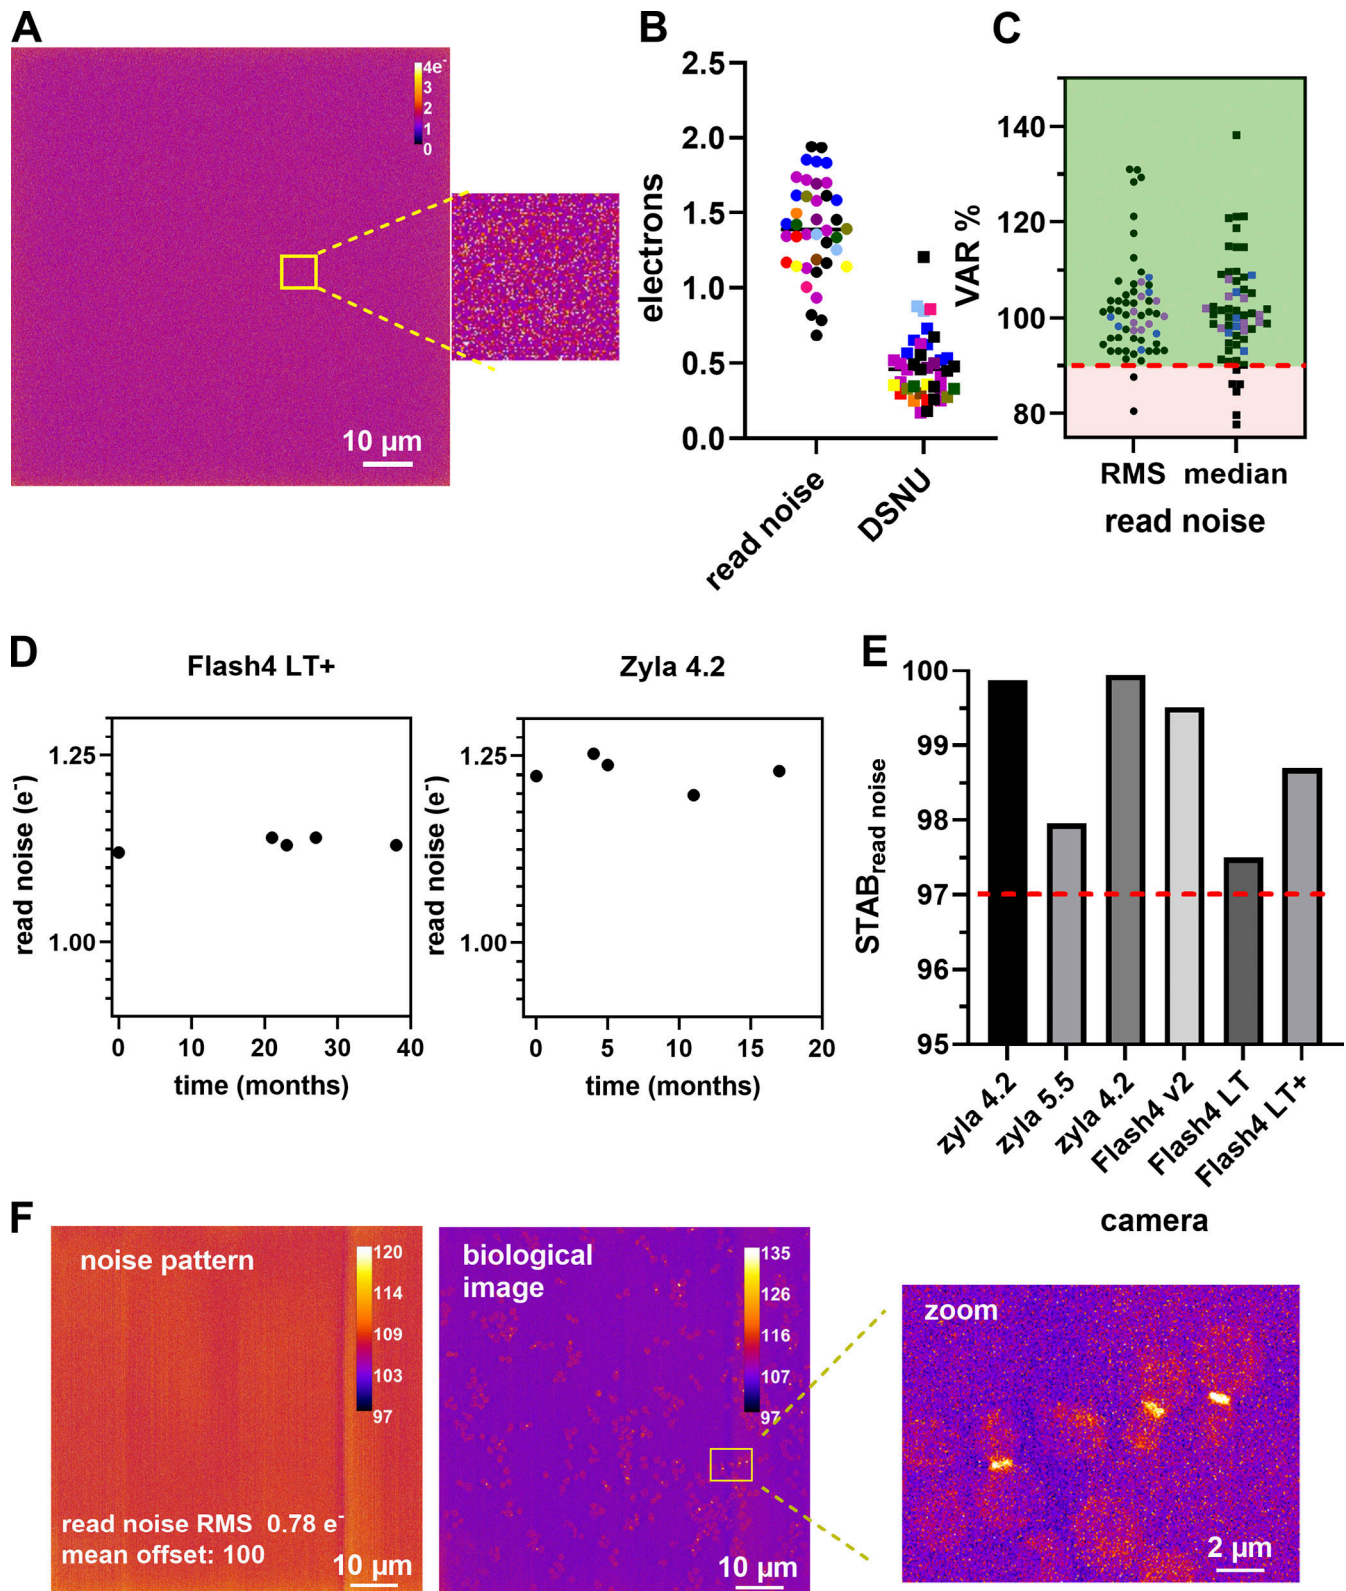 A
4e-
3
2
1
0
10 µm
B
electrons
2.5
2.0
1.5
1.0
0.5
0.0
read noise
DSNU
C
VAR %
140
120
100
80
RMS median
read noise
D
Flash4 LT+
read noise (e-)
1.25
1.00
0 10 20 30 40
time (months)
Zyla 4.2
read noise (e-)
1.25
1.00
0 5 10 15 20
time (months)
E
STABread noise
100
99
98
97
96
95
zyla 4.2
zyla 5.5
zyla 4.2
Flash4 v2
Flash4 LT
Flash4 LT+
camera
F
noise pattern
120
114
109
103
97
read noise RMS 0.78 e-
mean offset: 100
10 µm
biological
image
135
126
116
107
97
10 µm
zoom
2 µm